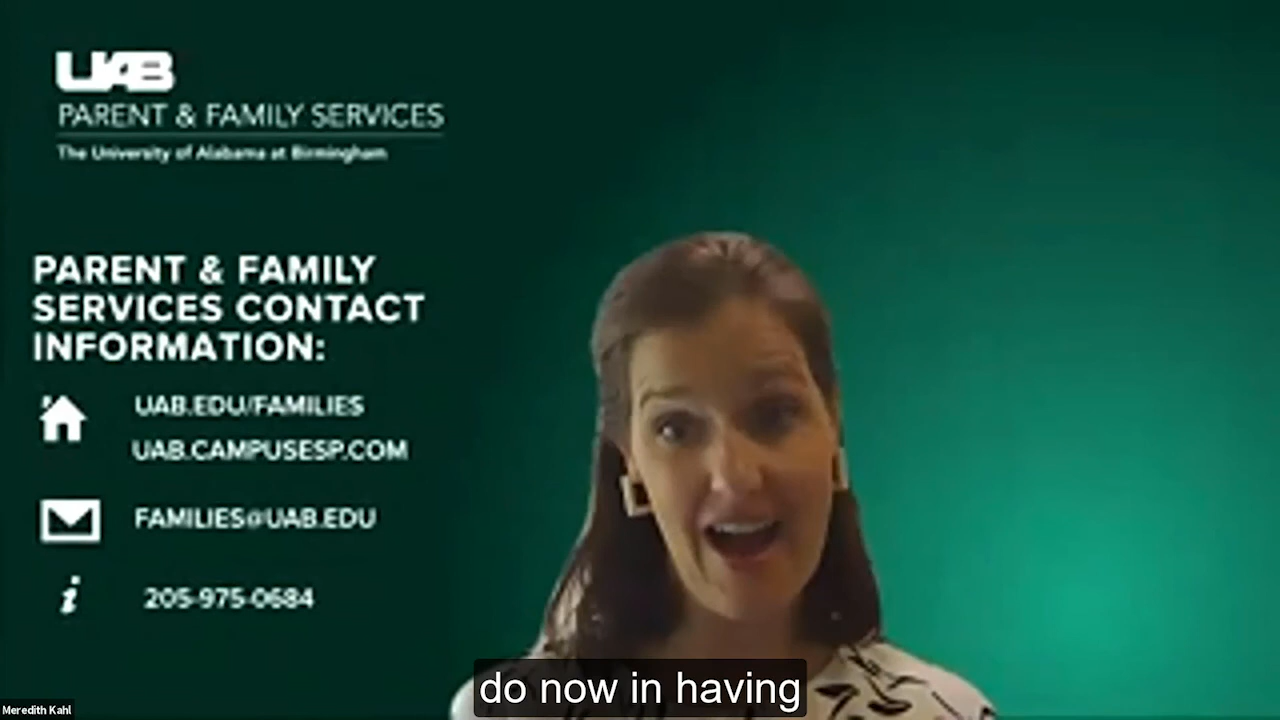 UAB
PARENT & FAMILY SERVICES
The University of Alabama at Birmingham
PARENT & FAMILY
SERVICES CONTACT
INFORMATION:
UAB.EDU/FAMILIES
UAB.CAMPUSESP.COM
FAMILIES@UAB.EDU
i 205-975-0684
do now in having
Meredith Kahl